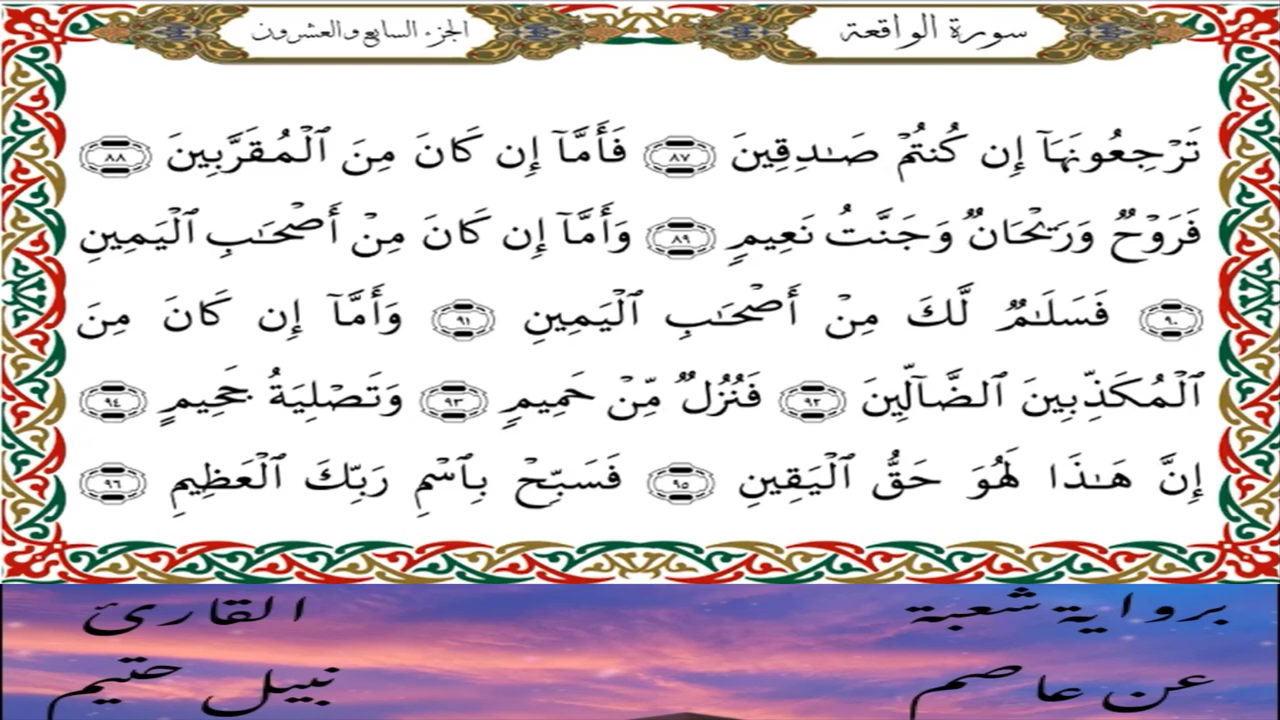 سورة الواقعة
الجزء السابع والعشرون
تَرْجِعُونَهَآ إِن كُنتُمْ صَـٰدِقِينَ ٨٧ فَأَمَّآ إِن كَانَ مِنَ ٱلْمُقَرَّبِينَ ٨٨
فَرَوْحٌ وَرَيْحَانٌ وَجَنَّتُ نَعِيمٍ ٨٩ وَأَمَّآ إِن كَانَ مِنْ أَصْحَـٰبِ ٱلْيَمِينِ
٩٠ فَسَلَـٰمٌ لَّكَ مِنْ أَصْحَـٰبِ ٱلْيَمِينِ ٩١ وَأَمَّآ إِن كَانَ مِنَ
ٱلْمُكَذِّبِينَ ٱلضَّآلِّينَ ٩٢ فَنُزُلٌ مِّنْ حَمِيمٍ ٩٣ وَتَصْلِيَةُ جَحِيمٍ ٩٤
إِنَّ هَـٰذَا لَهُوَ حَقُّ ٱلْيَقِينِ ٩٥ فَسَبِّحْ بِٱسْمِ رَبِّكَ ٱلْعَظِيمِ ٩٦
برواية شعبة
عن عاصم
القارئ
نبيل حتيم